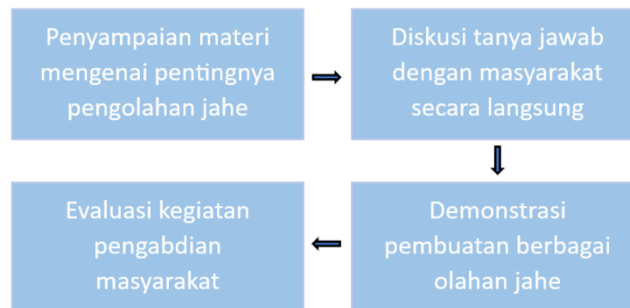 Penyampaian materi
mengenai pentingnya
pengolahan jahe
Diskusi tanya jawab
dengan masyarakat
secara langsung
Demonstrasi
pembuatan berbagai
olahan jahe
Evaluasi kegiatan
pengabdian
masyarakat